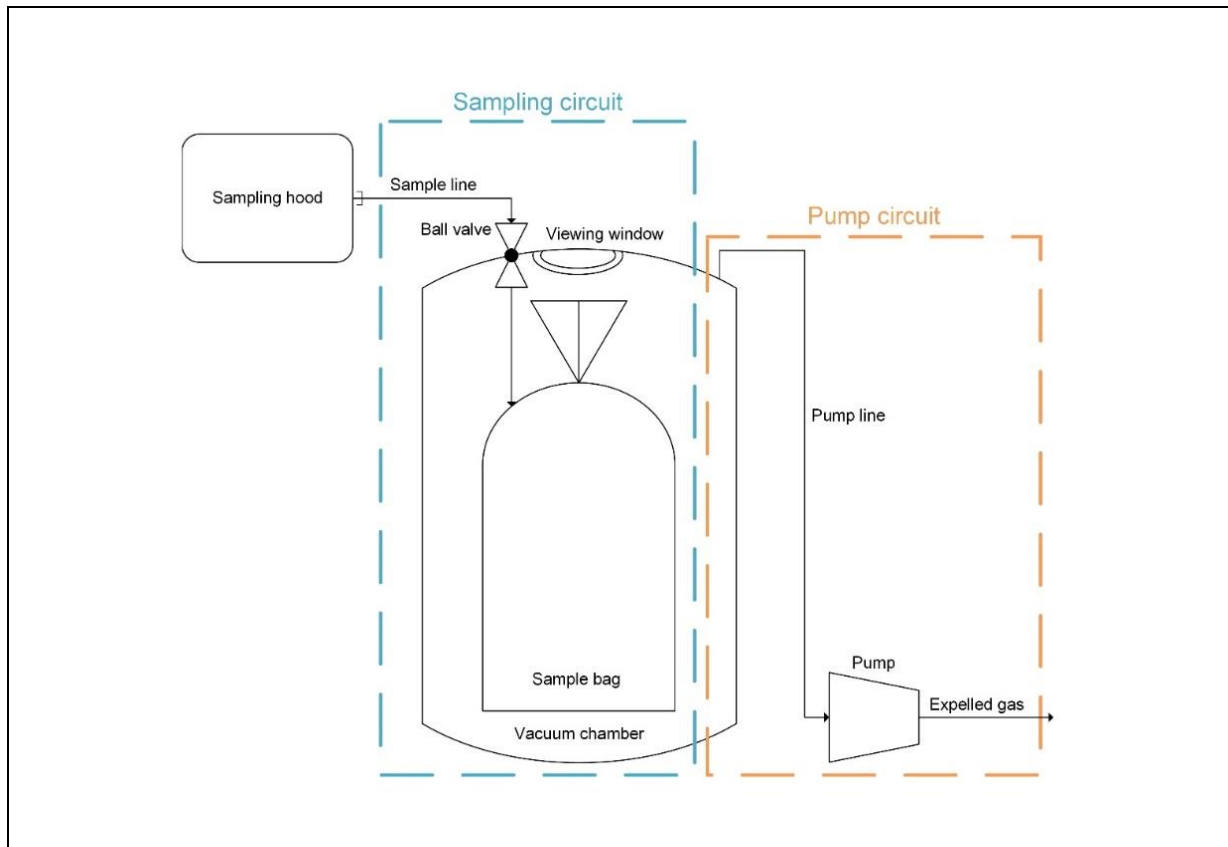 Sampling circuit
Sampling hood
Sample line
Ball valve
Viewing window
Pump circuit
Pump line
Pump
Expelled gas
Sample bag
Vacuum chamber